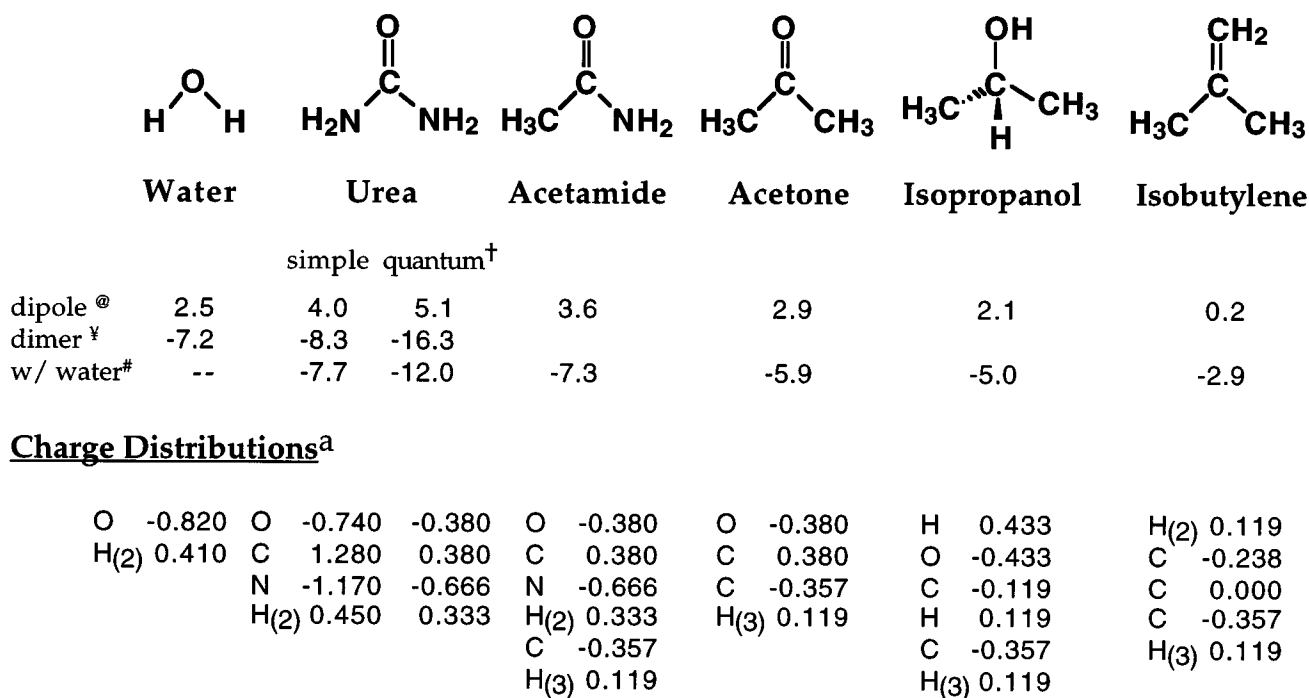 O O O OH CH2
O C C C H3C C CH3 C
H H H2N NH2 H3C NH2 H3C CH3 H H3C CH3
Water Urea Acetamide Acetone Isopropanol Isobutylene
simple quantum†
dipole @ 2.5 4.0 5.1 3.6 2.9 2.1 0.2
dimer ¥ -7.2 -8.3 -16.3
w/ water# -- -7.7 -12.0 -7.3 -5.9 -5.0 -2.9
Charge Distributionsa
O -0.820 O -0.740 -0.380 O -0.380 O -0.380 H 0.433 H(2) 0.119
H(2) 0.410 C 1.280 0.380 C 0.380 C 0.380 O -0.433 C -0.238
N -1.170 -0.666 N -0.666 C -0.357 C -0.119 C 0.000
H(2) 0.450 0.333 H(2) 0.333 H(3) 0.119 H 0.119 C -0.357
C -0.357 C -0.357 H(3) 0.119
H(3) 0.119 H(3) 0.119